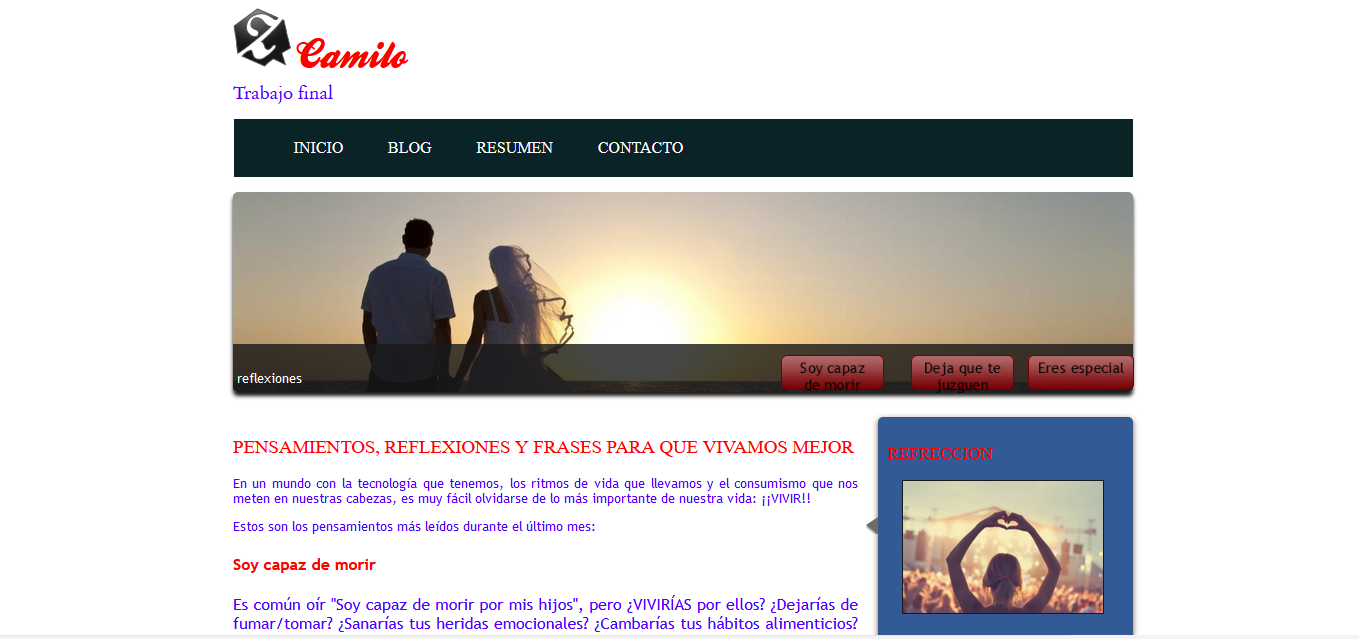 Camilo
Trabajo final
INICIO BLOG RESUMEN CONTACTO
reflexiones
Soy capaz
de morir
Deja que te
juzguen
Eres especial
PENSAMIENTOS, REFLEXIONES Y FRASES PARA QUE VIVAMOS MEJOR
En un mundo con la tecnología que tenemos, los ritmos de vida que llevamos y el consumismo que nos
meten en nuestras cabezas, es muy fácil olvidarse de lo más importante de nuestra vida: ¡¡VIVIR!!
Estos son los pensamientos más leídos durante el último mes:
Soy capaz de morir
Es común oír "Soy capaz de morir por mis hijos", pero ¿VIVIRÍAS por ellos? ¿Dejarías de
fumar/tomar? ¿Sanarías tus heridas emocionales? ¿Cambarías tus hábitos alimenticios?
REFRECCION